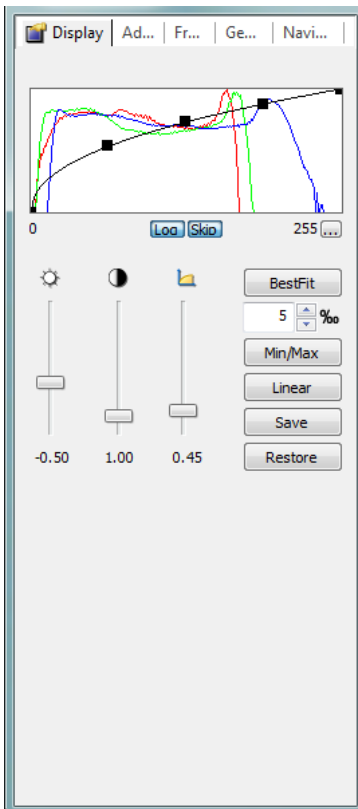 Display Ad... Fr... Ge... Navi...
0 Log Skip 255 ...
BestFit
5 ‰
Min/Max
Linear
Save
-0.50 1.00 0.45 Restore